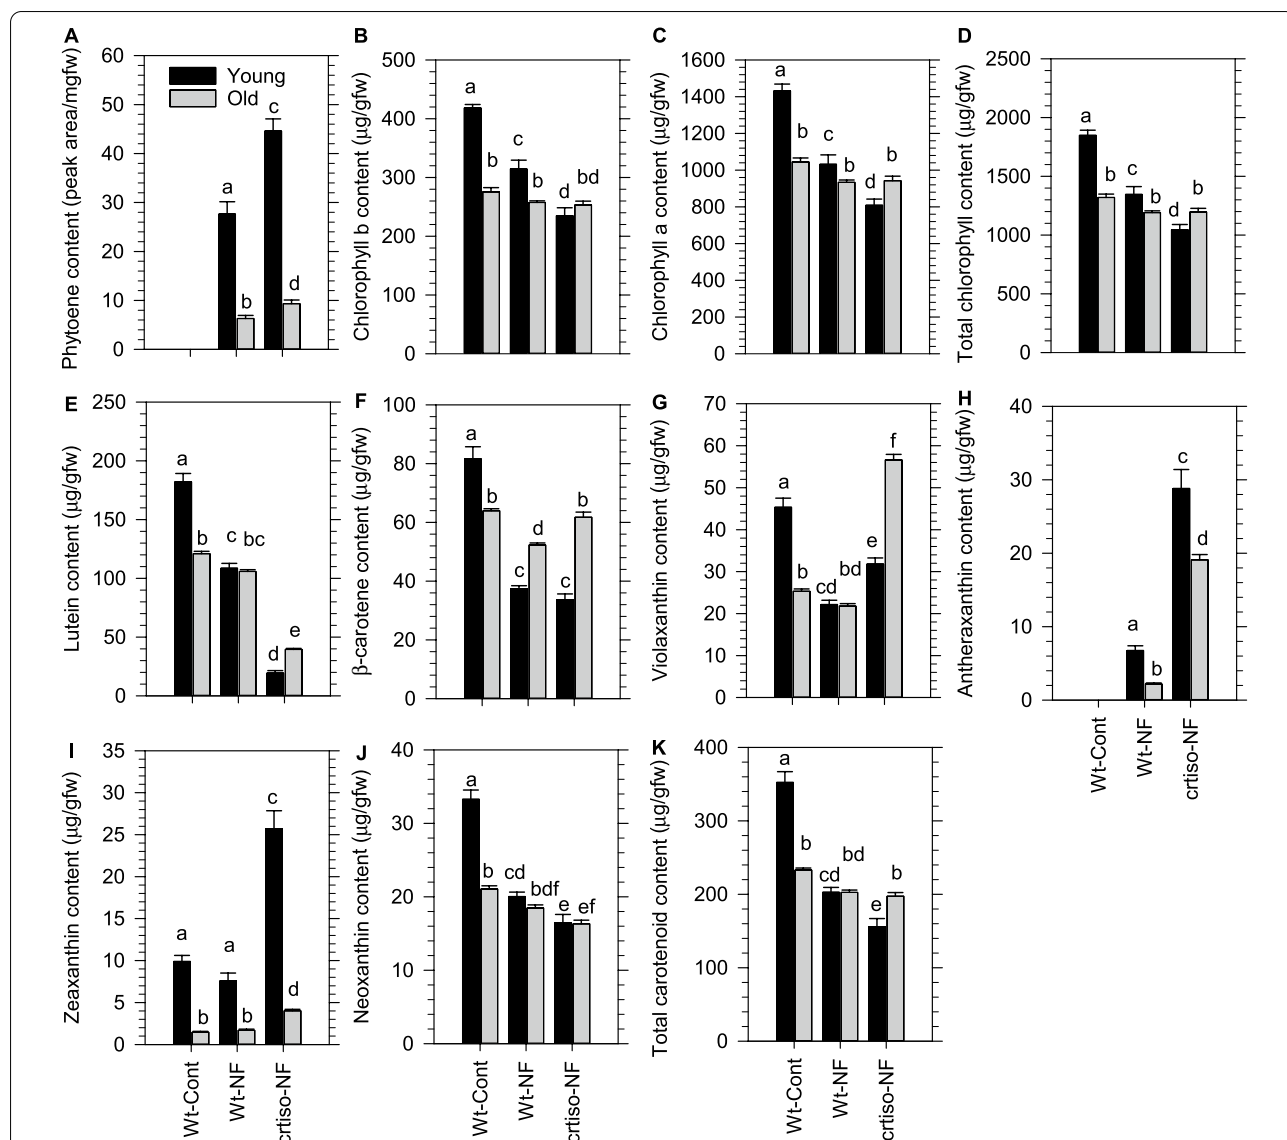 A
Phytoene content (peak area/mgfw)
60
50
40
30
20
10
0
Young
Old
a
b
c
d
B
Chlorophyll b content (µg/gfw)
500
400
300
200
100
0
a
b
c
b
d
bd
C
Chlorophyll a content (µg/gfw)
1600
1400
1200
1000
800
600
400
200
0
a
b
c
b
d
b
D
Total chlorophyll content (µg/gfw)
2500
2000
1500
1000
500
0
a
b
c
b
d
b
E
Lutein content (µg/gfw)
250
200
150
100
50
0
a
b
c
bc
d
e
F
β-carotene content (µg/gfw)
100
80
60
40
20
0
a
b
c
d
c
b
G
Violaxanthin content (µg/gfw)
70
60
50
40
30
20
10
0
a
b
cd
bd
e
f
H
Antheraxanthin content (µg/gfw)
40
30
20
10
0
a
b
c
d
Wt-Cont
Wt-NF
crtiso-NF
I
Zeaxanthin content (µg/gfw)
35
30
25
20
15
10
5
0
a
b
a
b
c
d
Wt-Cont
Wt-NF
crtiso-NF
J
Neoxanthin content (µg/gfw)
40
30
20
10
0
a
b
cd
bdf
e
ef
Wt-Cont
Wt-NF
crtiso-NF
K
Total carotenoid content (µg/gfw)
400
300
200
100
0
a
b
cd
bd
e
b
Wt-Cont
Wt-NF
crtiso-NF